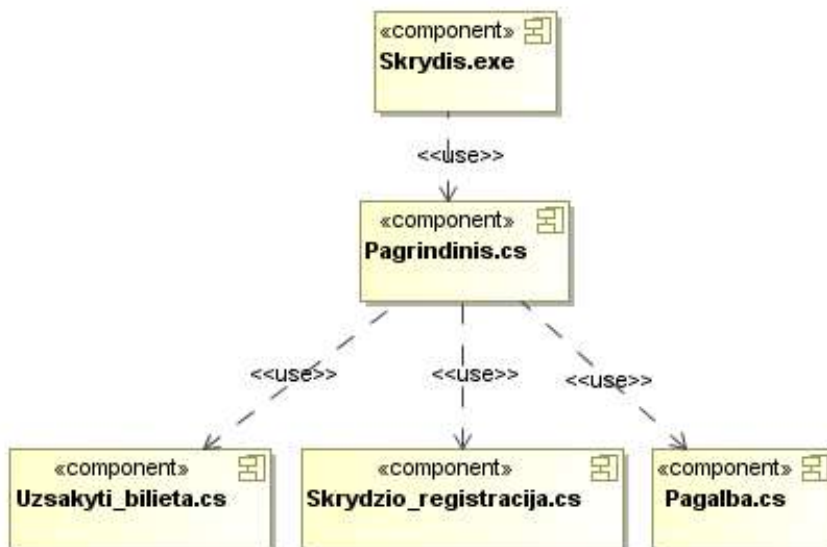 «component»
Skrydis.exe
<<use>>
«component»
Pagrindinis.cs
<<use>>
<<use>>
<<use>>
«component»
Uzsakyti_bilieta.cs
«component»
Skrydzio_registracija.cs
«component»
Pagalba.cs